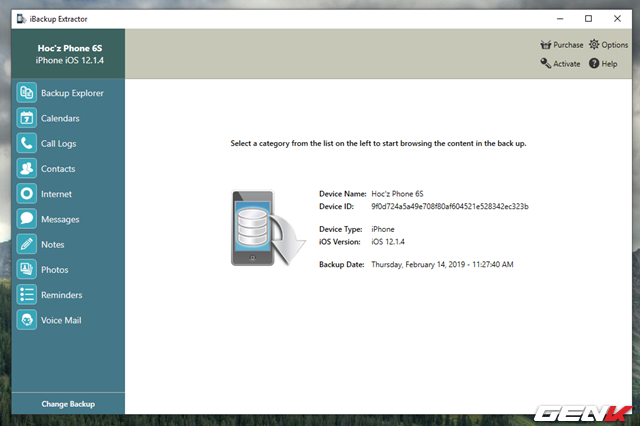 iBackup Extractor
Hoc'z Phone 6S
iPhone iOS 12.1.4
Purchase
Options
Activate
Help
Backup Explorer
Calendars
Call Logs
Contacts
Internet
Messages
Notes
Photos
Reminders
Voice Mail
Change Backup
Select a category from the list on the left to start browsing the content in the back up.
Device Name: Hoc'z Phone 6S
Device ID: 9f0d724a5a49e708f80af604521e528342ec323b
Device Type: iPhone
iOS Version: iOS 12.1.4
Backup Date: Thursday, February 14, 2019 - 11:27:40 AM
GENK